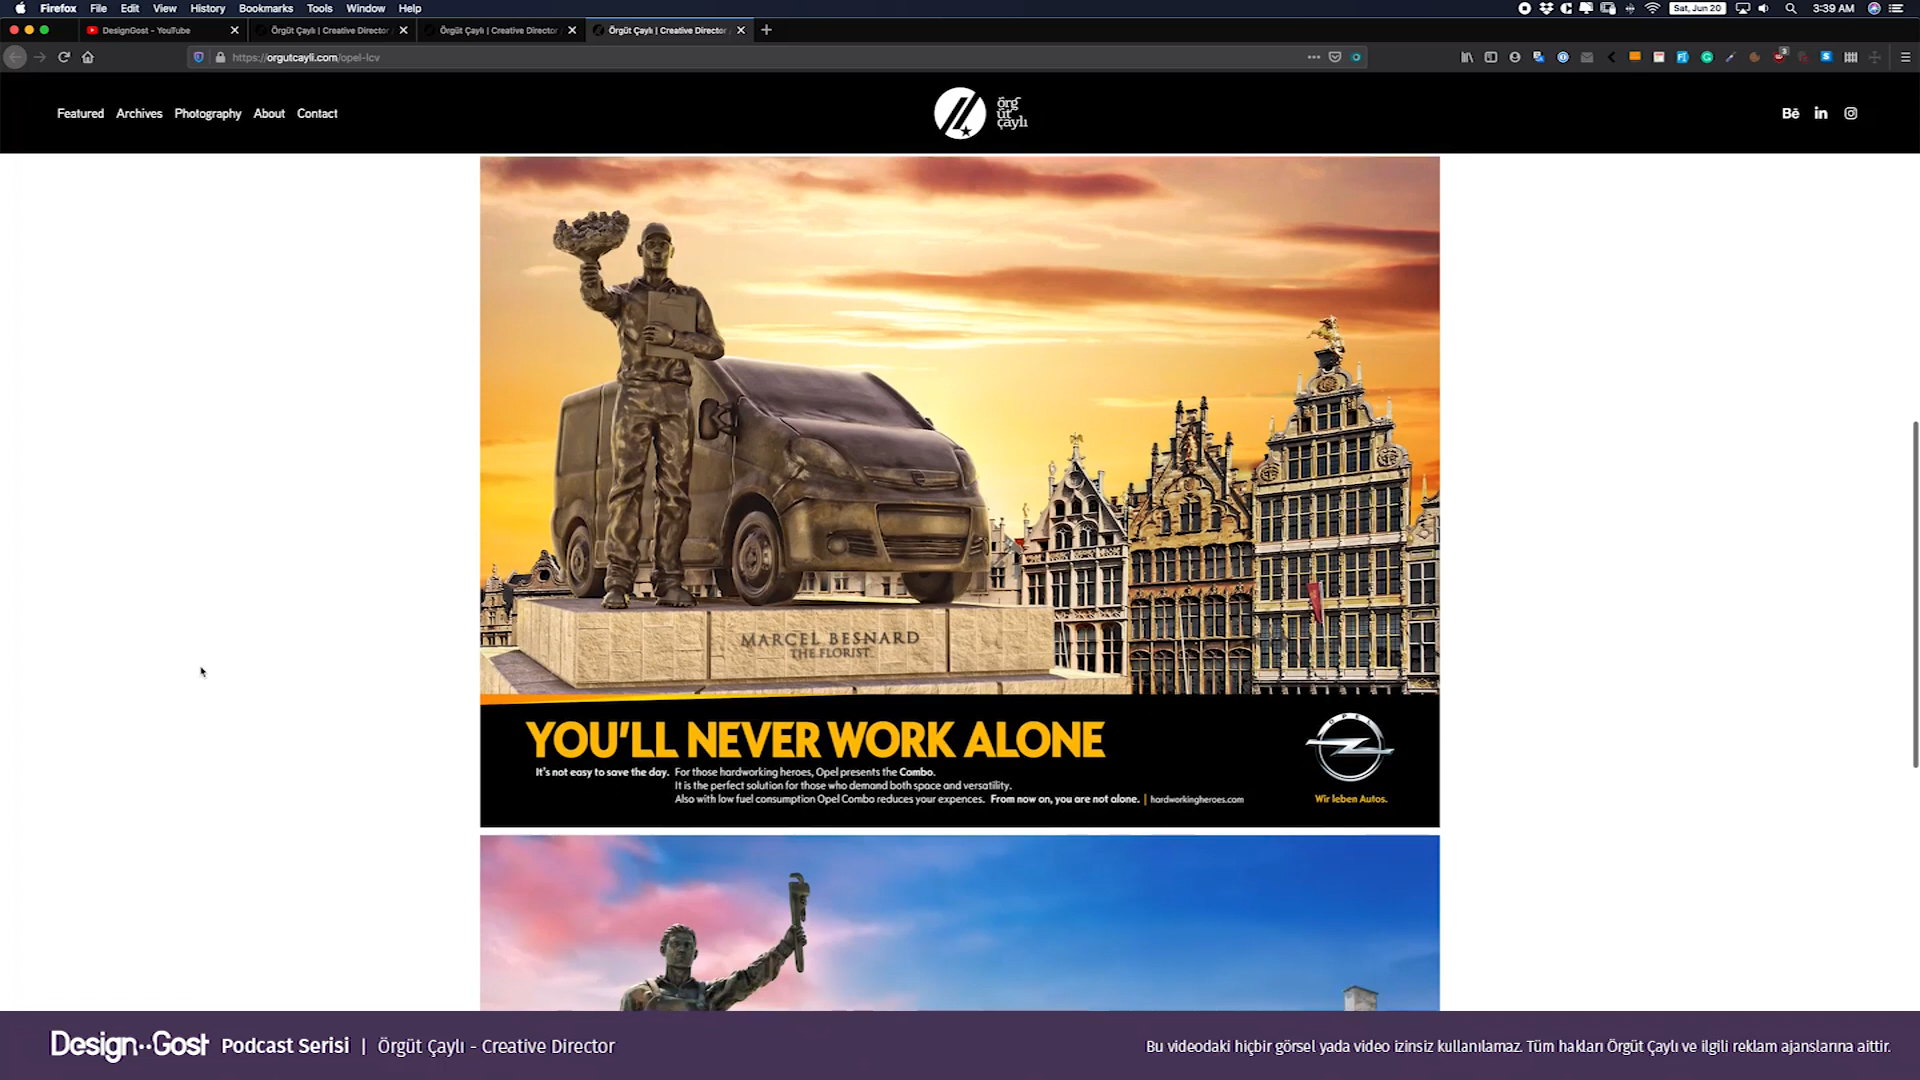 Firefox File Edit View History Bookmarks Tools Window Help
Sat, Jun 20
3:39 AM
DesignGost - YouTube
Örgüt Çaylı | Creative Director
Örgüt Çaylı | Creative Director
Örgüt Çaylı | Creative Director
https://orgutcayli.com/opel-lcv
3
Featured Archives Photography About Contact
örg
üt
çaylı
Bē in
MARCEL BESNARD
THE FLORIST
YOU'LL NEVER WORK ALONE
It's not easy to save the day. For those hardworking heroes, Opel presents the Combo.
It is the perfect solution for those who demand both space and versatility.
Also with low fuel consumption Opel Combo reduces your expences. From now on, you are not alone. | hardworkingheroes.com
OPEL
Wir leben Autos.
Design··Gost Podcast Serisi | Örgüt Çaylı - Creative Director
Bu videodaki hiçbir görsel yada video izinsiz kullanılamaz. Tüm hakları Örgüt Çaylı ve ilgili reklam ajanslarına aittir.